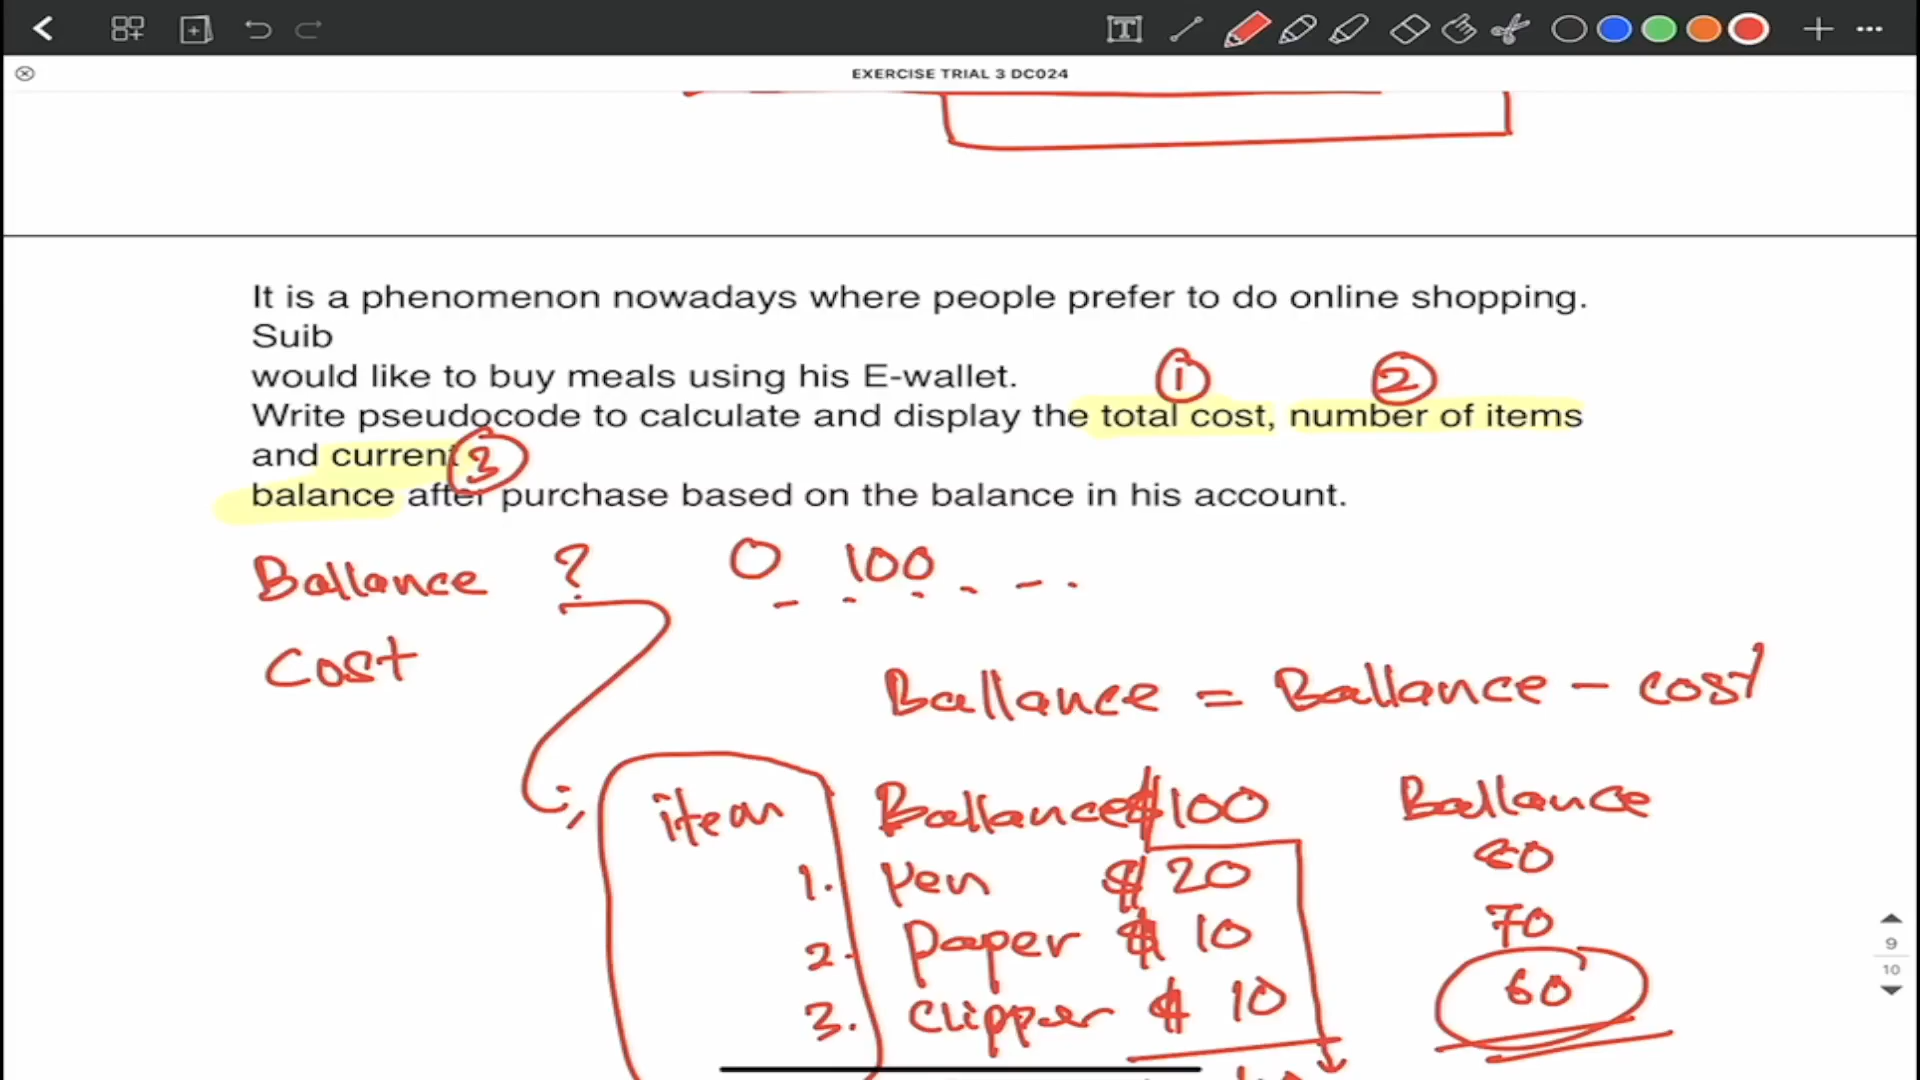 EXERCISE TRIAL 3 DC024
It is a phenomenon nowadays where people prefer to do online shopping.
Suib
would like to buy meals using his E-wallet.
1 2
Write pseudocode to calculate and display the total cost, number of items
and current 3
balance after purchase based on the balance in his account.
Ballance ? 0 100
Cost
Ballance = Ballance - cost
item Ballance $100 Ballance
1. Pen $ 20 80
2. Paper $ 10 70
3. Clipper $ 10 60
9
10